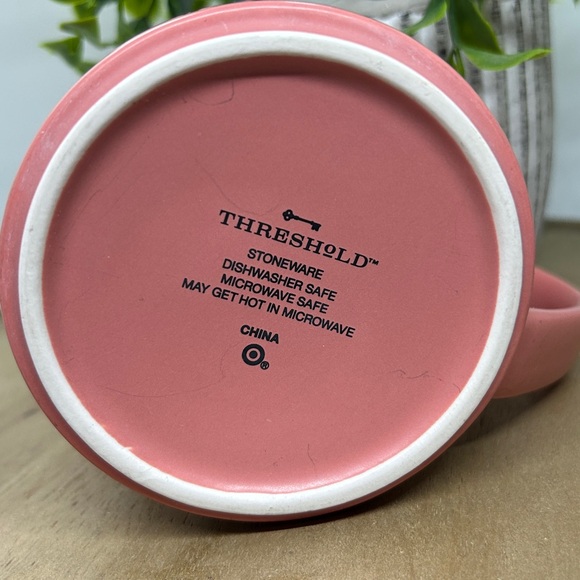 THRESHOLD™
STONEWARE
DISHWASHER SAFE
MICROWAVE SAFE
MAY GET HOT IN MICROWAVE
CHINA
®